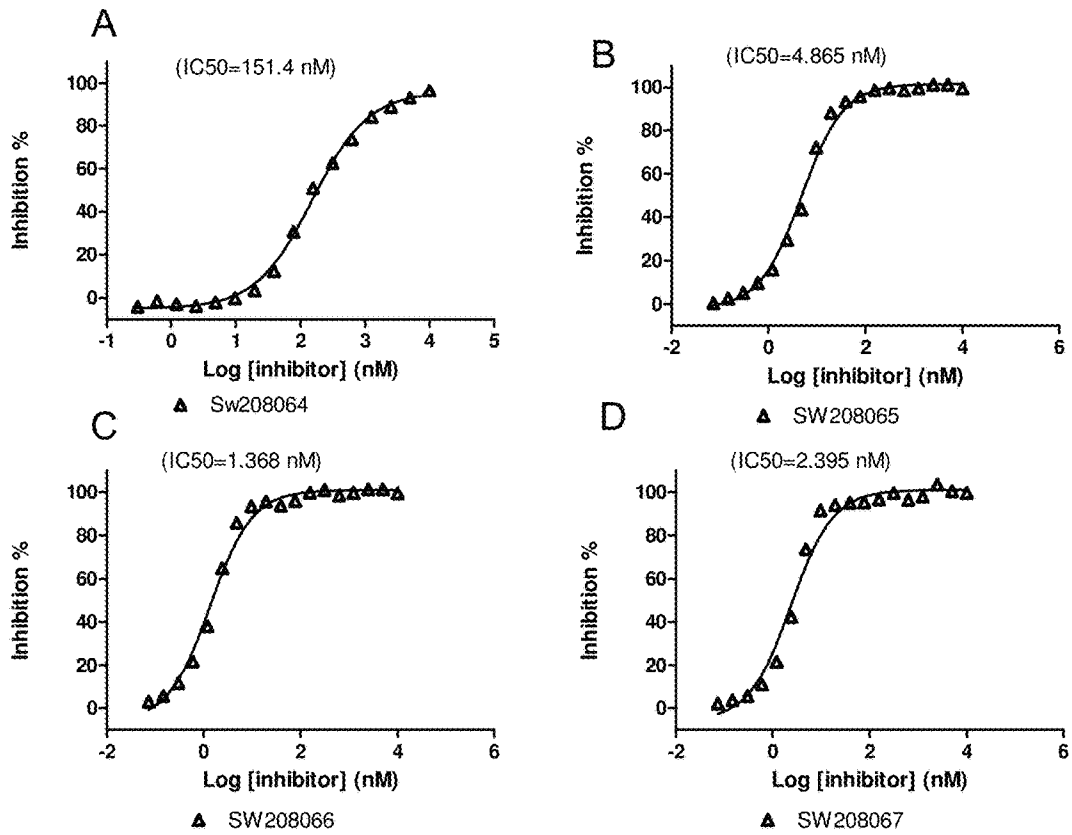 A
(IC50=151.4 nM)
Inhibition %
100
80
60
40
20
0
-1 0 1 2 3 4 5
Log [inhibitor] (nM)
Sw208064
B
(IC50=4.865 nM)
Inhibition %
100
80
60
40
20
0
-2 0 2 4 6
Log [inhibitor] (nM)
SW208065
C
(IC50=1.368 nM)
Inhibition %
100
80
60
40
20
0
-2 0 2 4 6
Log [inhibitor] (nM)
SW208066
D
(IC50=2.395 nM)
Inhibition %
100
80
60
40
20
0
-2 0 2 4 6
Log [inhibitor] (nM)
SW208067